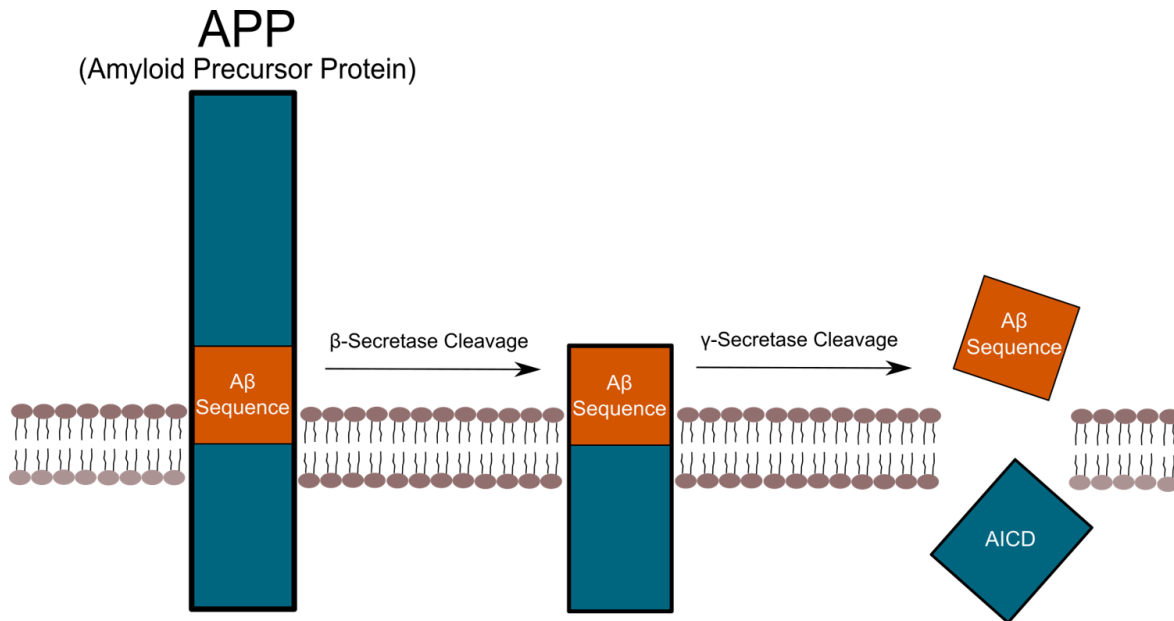 APP
(Amyloid Precursor Protein)
β-Secretase Cleavage
γ-Secretase Cleavage
Aβ
Sequence
Aβ
Sequence
Aβ
Sequence
AICD